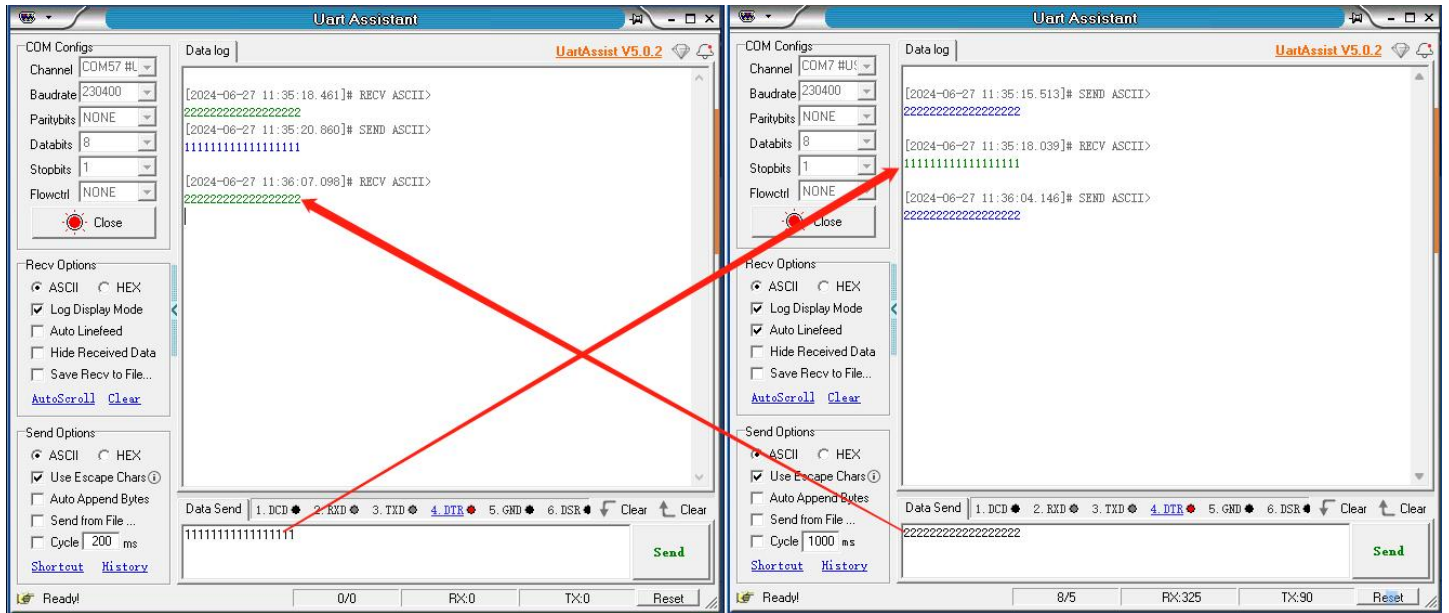 Uart Assistant
COM Configs
Channel COM57 #L
Baudrate 230400
Paritybits NONE
Databits 8
Stopbits 1
Flowctrl NONE
Close
Recv Options
ASCII HEX
Log Display Mode
Auto Linefeed
Hide Received Data
Save Recv to File...
AutoScroll Clear
Send Options
ASCII HEX
Use Escape Chars
Auto Append Bytes
Send from File ...
Cycle 200 ms
Shortcut History
Data log
UartAssist V5.0.2
[2024-06-27 11:35:18.461]# RECV ASCII>
222222222222222222
[2024-06-27 11:35:20.860]# SEND ASCII>
111111111111111111
[2024-06-27 11:36:07.098]# RECV ASCII>
222222222222222222
Data Send 1. DCD 2. RXD 3. TXD 4. DTR 5. GND 6. DSR Clear Clear
111111111111111111
Send
Ready! 0/0 RX:0 TX:0 Reset
Uart Assistant
COM Configs
Channel COM7 #US
Baudrate 230400
Paritybits NONE
Databits 8
Stopbits 1
Flowctrl NONE
Close
Recv Options
ASCII HEX
Log Display Mode
Auto Linefeed
Hide Received Data
Save Recv to File...
AutoScroll Clear
Send Options
ASCII HEX
Use Escape Chars
Auto Append Bytes
Send from File ...
Cycle 1000 ms
Shortcut History
Data log
UartAssist V5.0.2
[2024-06-27 11:35:15.513]# SEND ASCII>
222222222222222222
[2024-06-27 11:35:18.039]# RECV ASCII>
111111111111111111
[2024-06-27 11:36:04.146]# SEND ASCII>
222222222222222222
Data Send 1. DCD 2. RXD 3. TXD 4. DTR 5. GND 6. DSR Clear Clear
222222222222222222
Send
Ready! 8/5 RX:325 TX:90 Reset